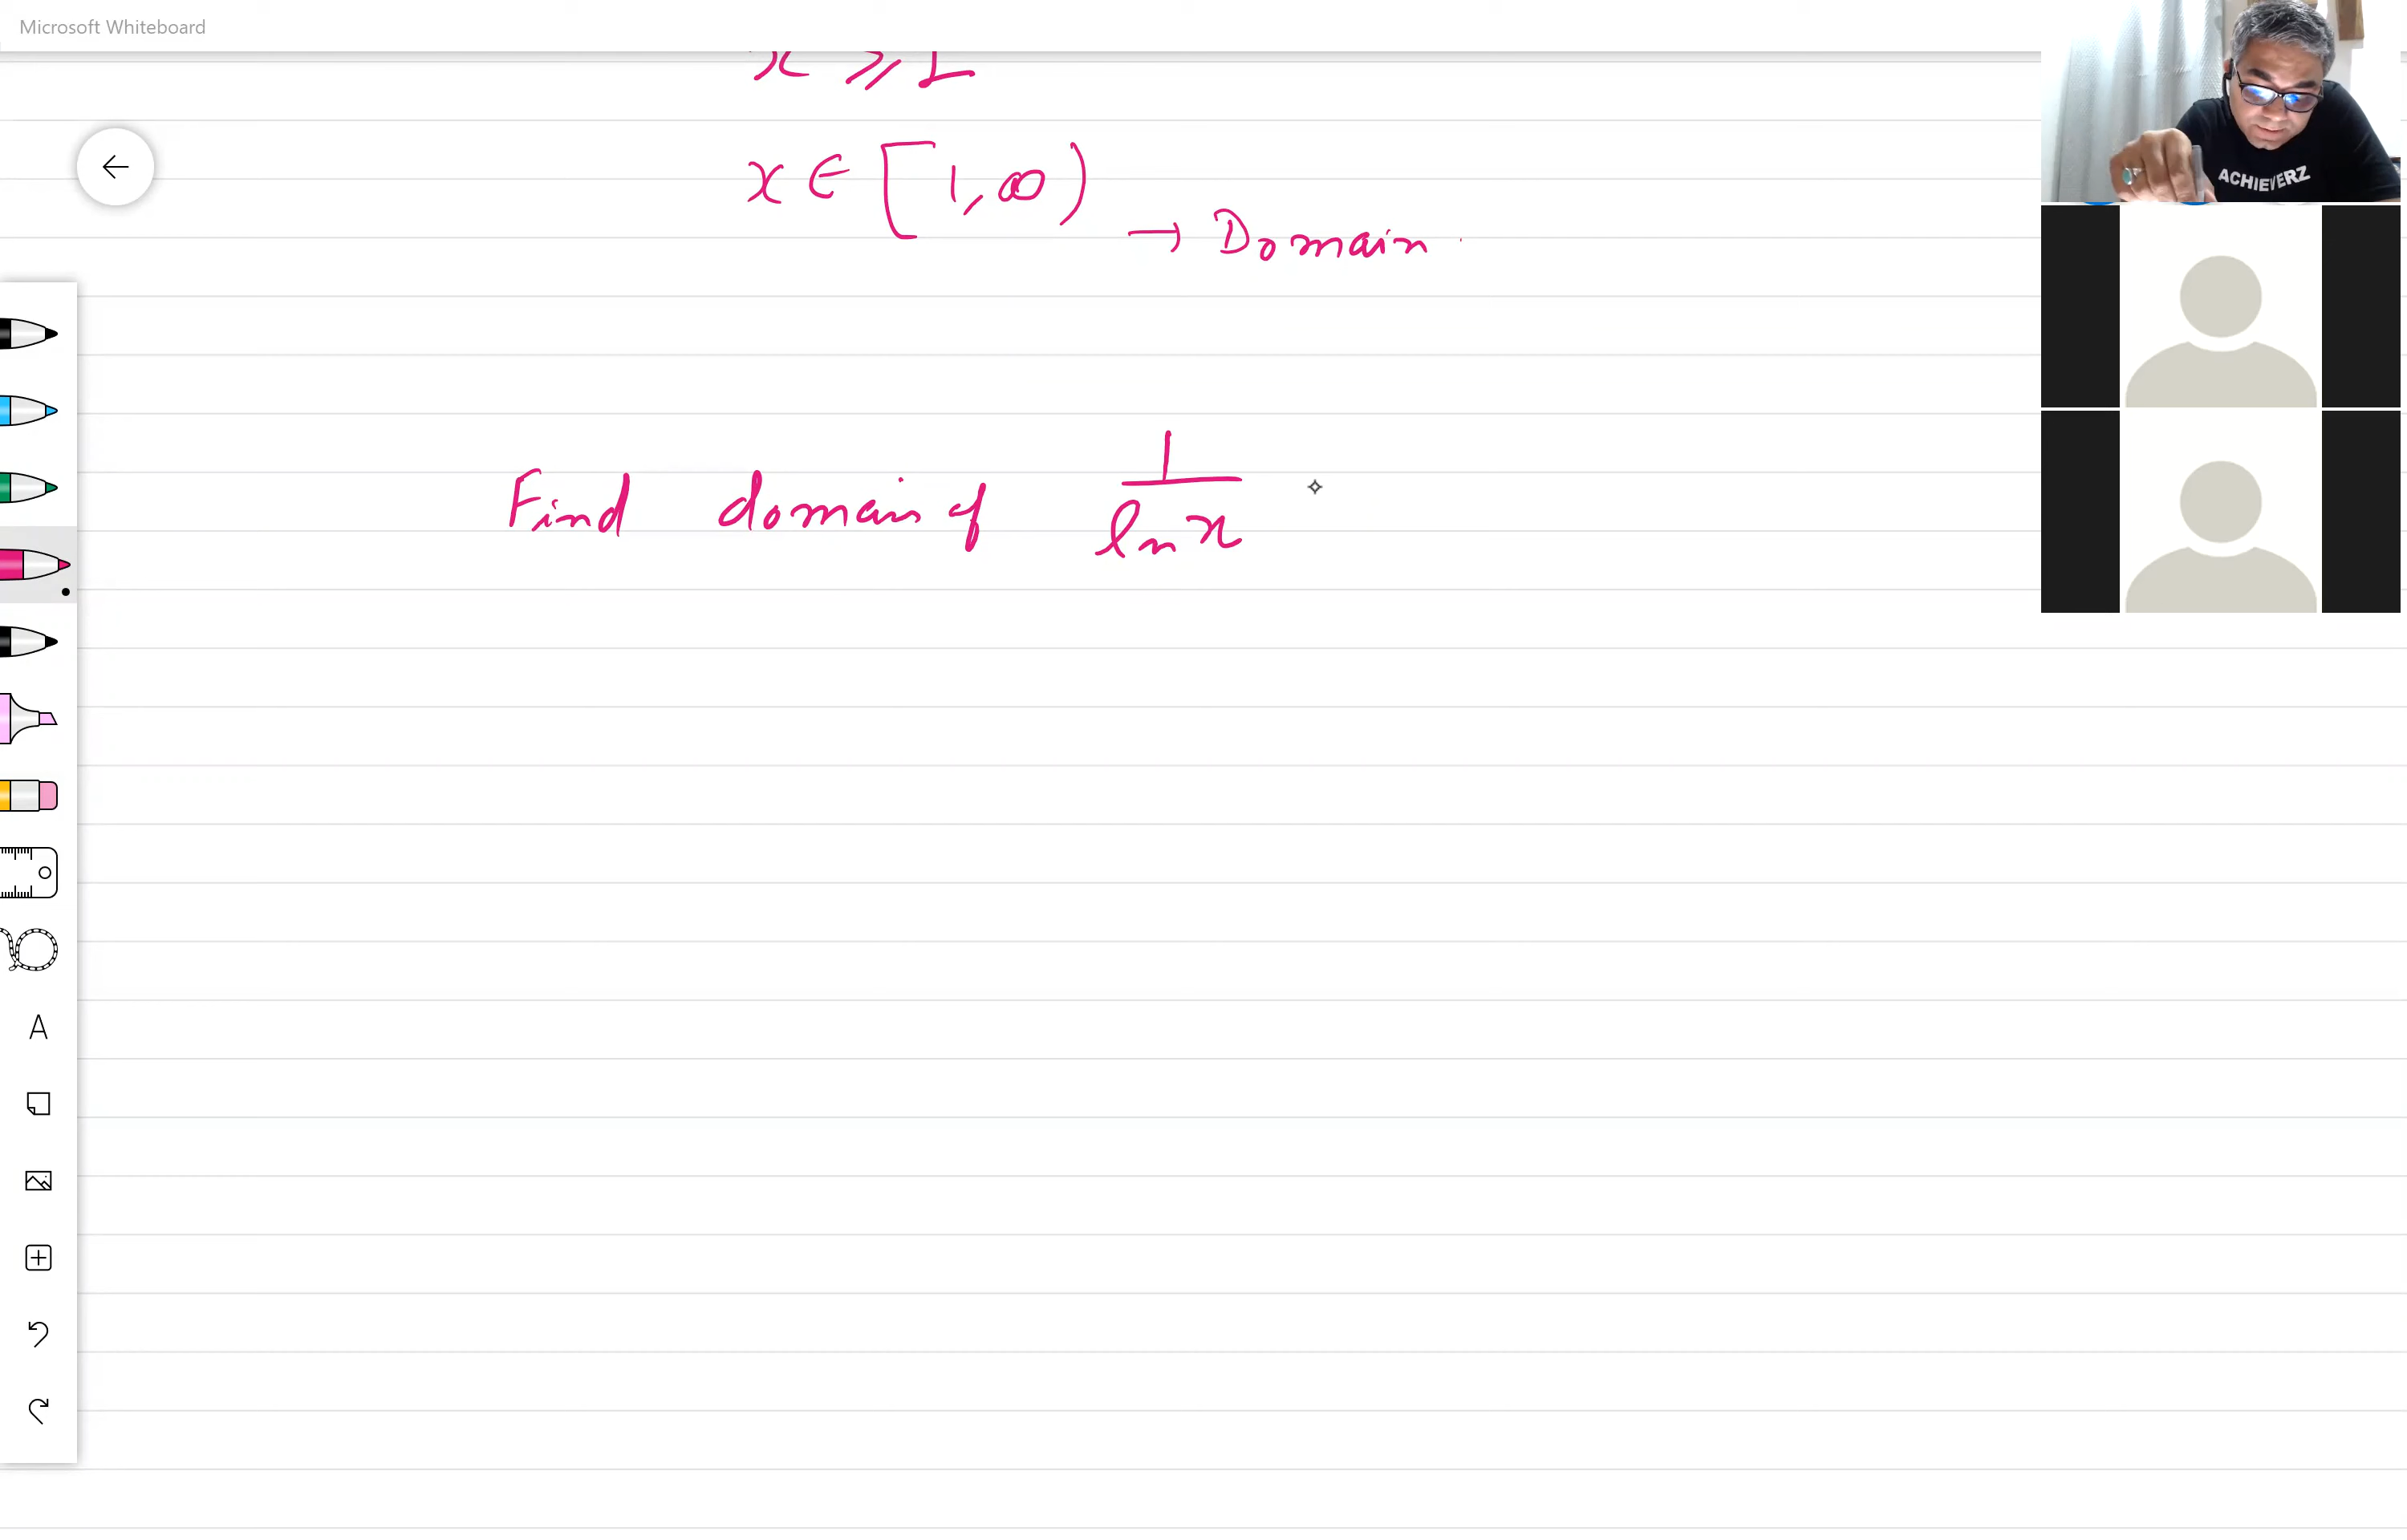 Microsoft Whiteboard
x ≥ 1
x ∈ [1, ∞)
→ Domain.
ACHIEVERZ
Find domain of 1/ln x
A